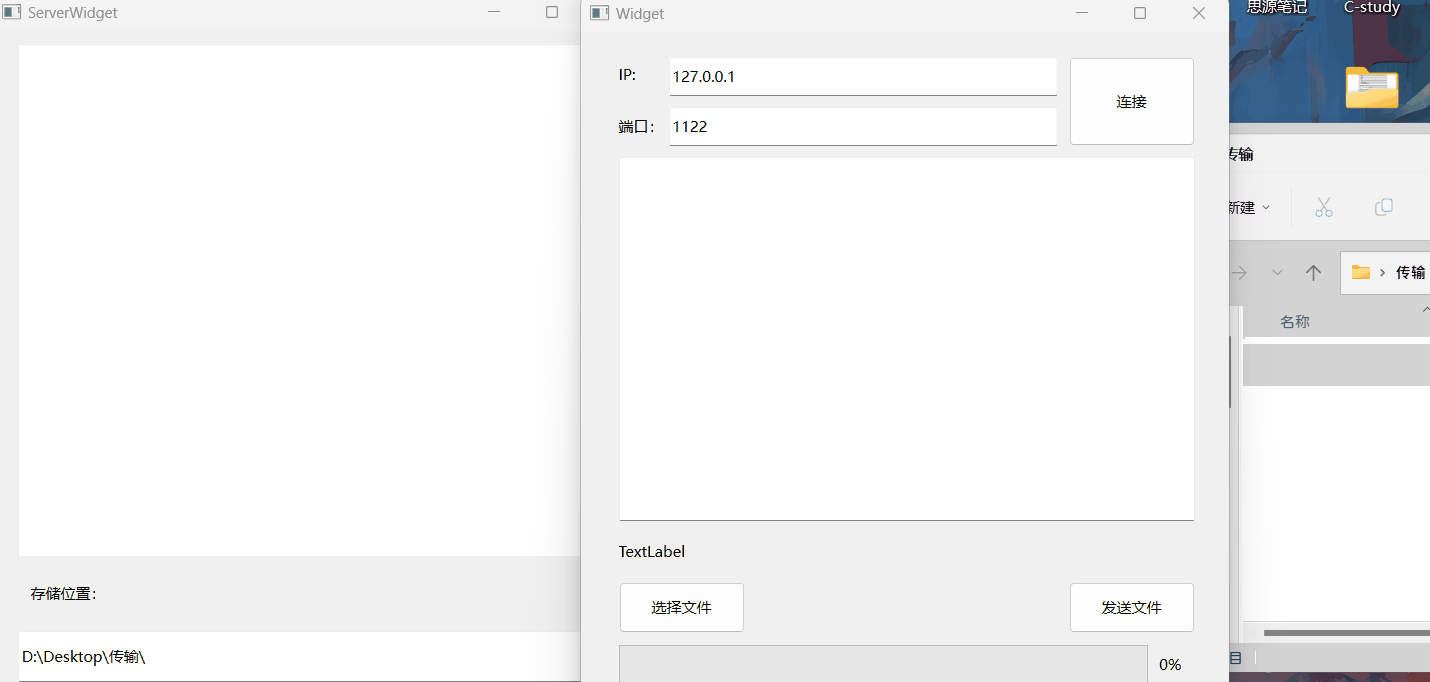 ServerWidget
存储位置：
D:\Desktop\传输\
Widget
IP:
127.0.0.1
连接
端口：
1122
TextLabel
选择文件
发送文件
0%
思源笔记
C-study
传输
新建
传输
名称